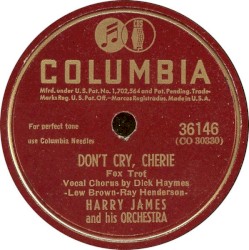 COLUMBIA
Mfd. under U.S. Pat. No. 1,702,564 and Pat. Pending. Trade-
Marks Reg. U.S. Pat. Off.-Marcas Registradas. Made in U.S.A.
For perfect tone
use Columbia Needles
36146
(CO 30330)
DON'T CRY, CHERIE
Fox Trot
Vocal Chorus by Dick Haymes
-Lew Brown-Ray Henderson-
HARRY JAMES
and his ORCHESTRA